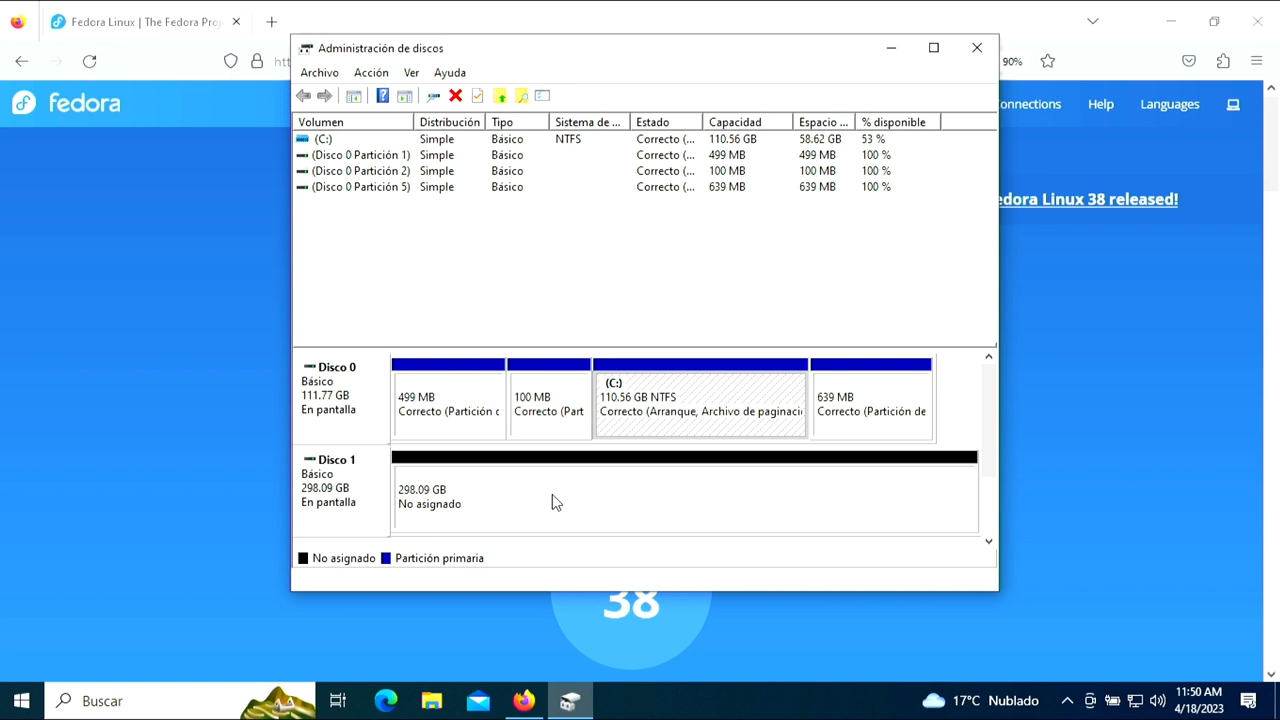 Fedora Linux | The Fedora Proj
htt
90%
fedora
onnections
Help
Languages
edora Linux 38 released!
Administración de discos
Archivo
Acción
Ver
Ayuda
Volumen
Distribución
Tipo
Sistema de ...
Estado
Capacidad
Espacio ...
% disponible
(C:)
Simple
Básico
NTFS
Correcto (...
110.56 GB
58.62 GB
53 %
(Disco 0 Partición 1)
Simple
Básico
Correcto (...
499 MB
499 MB
100 %
(Disco 0 Partición 2)
Simple
Básico
Correcto (...
100 MB
100 MB
100 %
(Disco 0 Partición 5)
Simple
Básico
Correcto (...
639 MB
639 MB
100 %
Disco 0
Básico
111.77 GB
En pantalla
499 MB
Correcto (Partición d
100 MB
Correcto (Part
(C:)
110.56 GB NTFS
Correcto (Arranque, Archivo de paginaci
639 MB
Correcto (Partición de
Disco 1
Básico
298.09 GB
En pantalla
298.09 GB
No asignado
No asignado
Partición primaria
38
Buscar
17°C Nublado
11:50 AM
4/18/2023